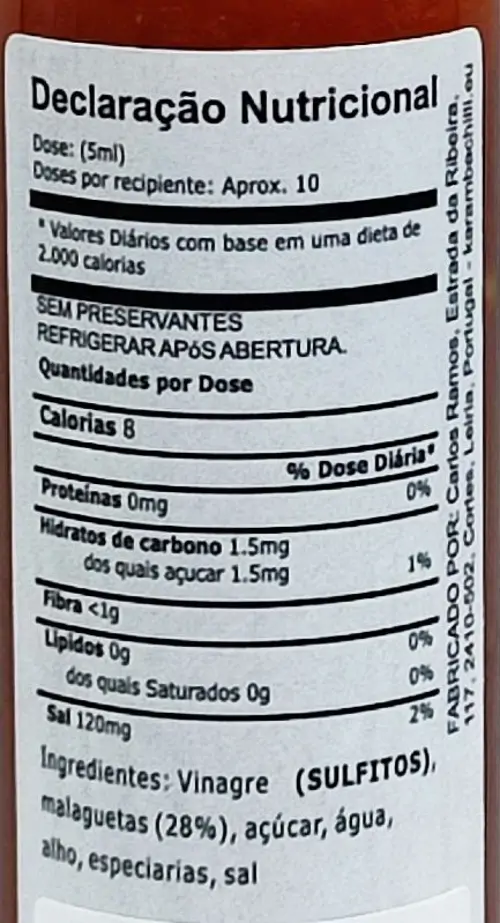 Declaração Nutricional
Dose: (5ml)
Doses por recipiente: Aprox. 10
* Valores Diários com base em uma dieta de
2.000 calorias
SEM PRESERVANTES
REFRIGERAR APóS ABERTURA.
Quantidades por Dose
Calorias 8
% Dose Diária*
Proteínas 0mg 0%
Hidratos de carbono 1.5mg
dos quais açucar 1.5mg 1%
Fibra <1g
Lipidos 0g 0%
dos quais Saturados 0g 0%
Sal 120mg 2%
Ingredientes: Vinagre (SULFITOS),
malaguetas (28%), açúcar, água,
alho, especiarias, sal
FABRICADO POR: Carlos Ramos, Estrada da Ribeira,
117, 2410-502, Cortes, Leiria, Portugal - karambachilli.eu